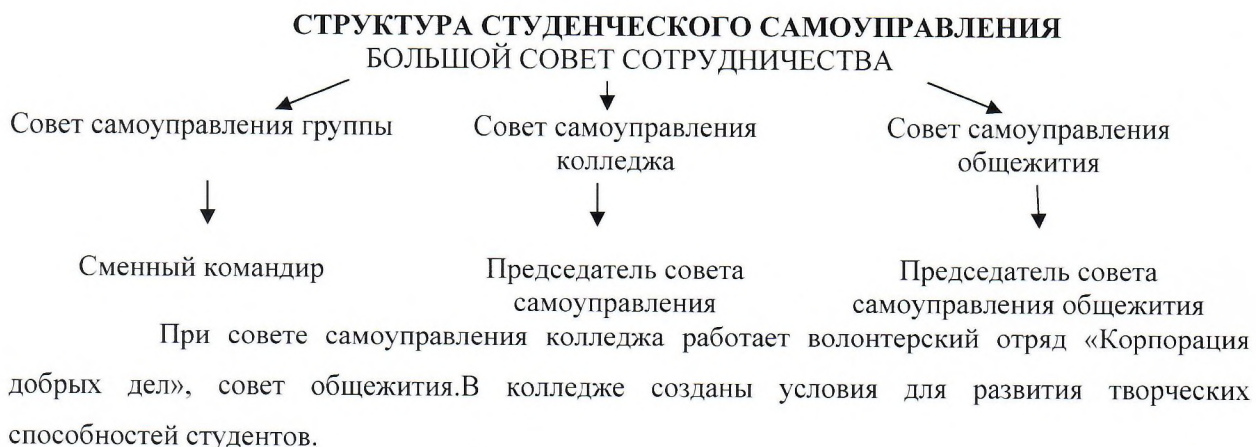 СТРУКТУРА СТУДЕНЧЕСКОГО САМОУПРАВЛЕНИЯ
БОЛЬШОЙ СОВЕТ СОТРУДНИЧЕСТВА
Совет самоуправления группы
Совет самоуправления
колледжа
Совет самоуправления
общежития
Сменный командир
Председатель совета
самоуправления
Председатель совета
самоуправления общежития
При совете самоуправления колледжа работает волонтерский отряд «Корпорация
добрых дел», совет общежития.В колледже созданы условия для развития творческих
способностей студентов.